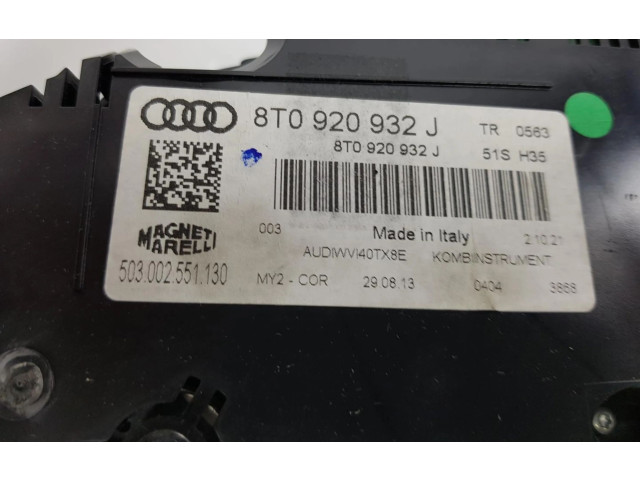 8T0 920 932 J TR 0563
8T0 920 932 J 51S H35
003 Made in Italy 2.10.21
MAGNETI MARELLI
AUDIWVI40TX8E KOMBIINSTRUMENT
503.002.551.130 MY2 - COR 29.08.13 0404 3868